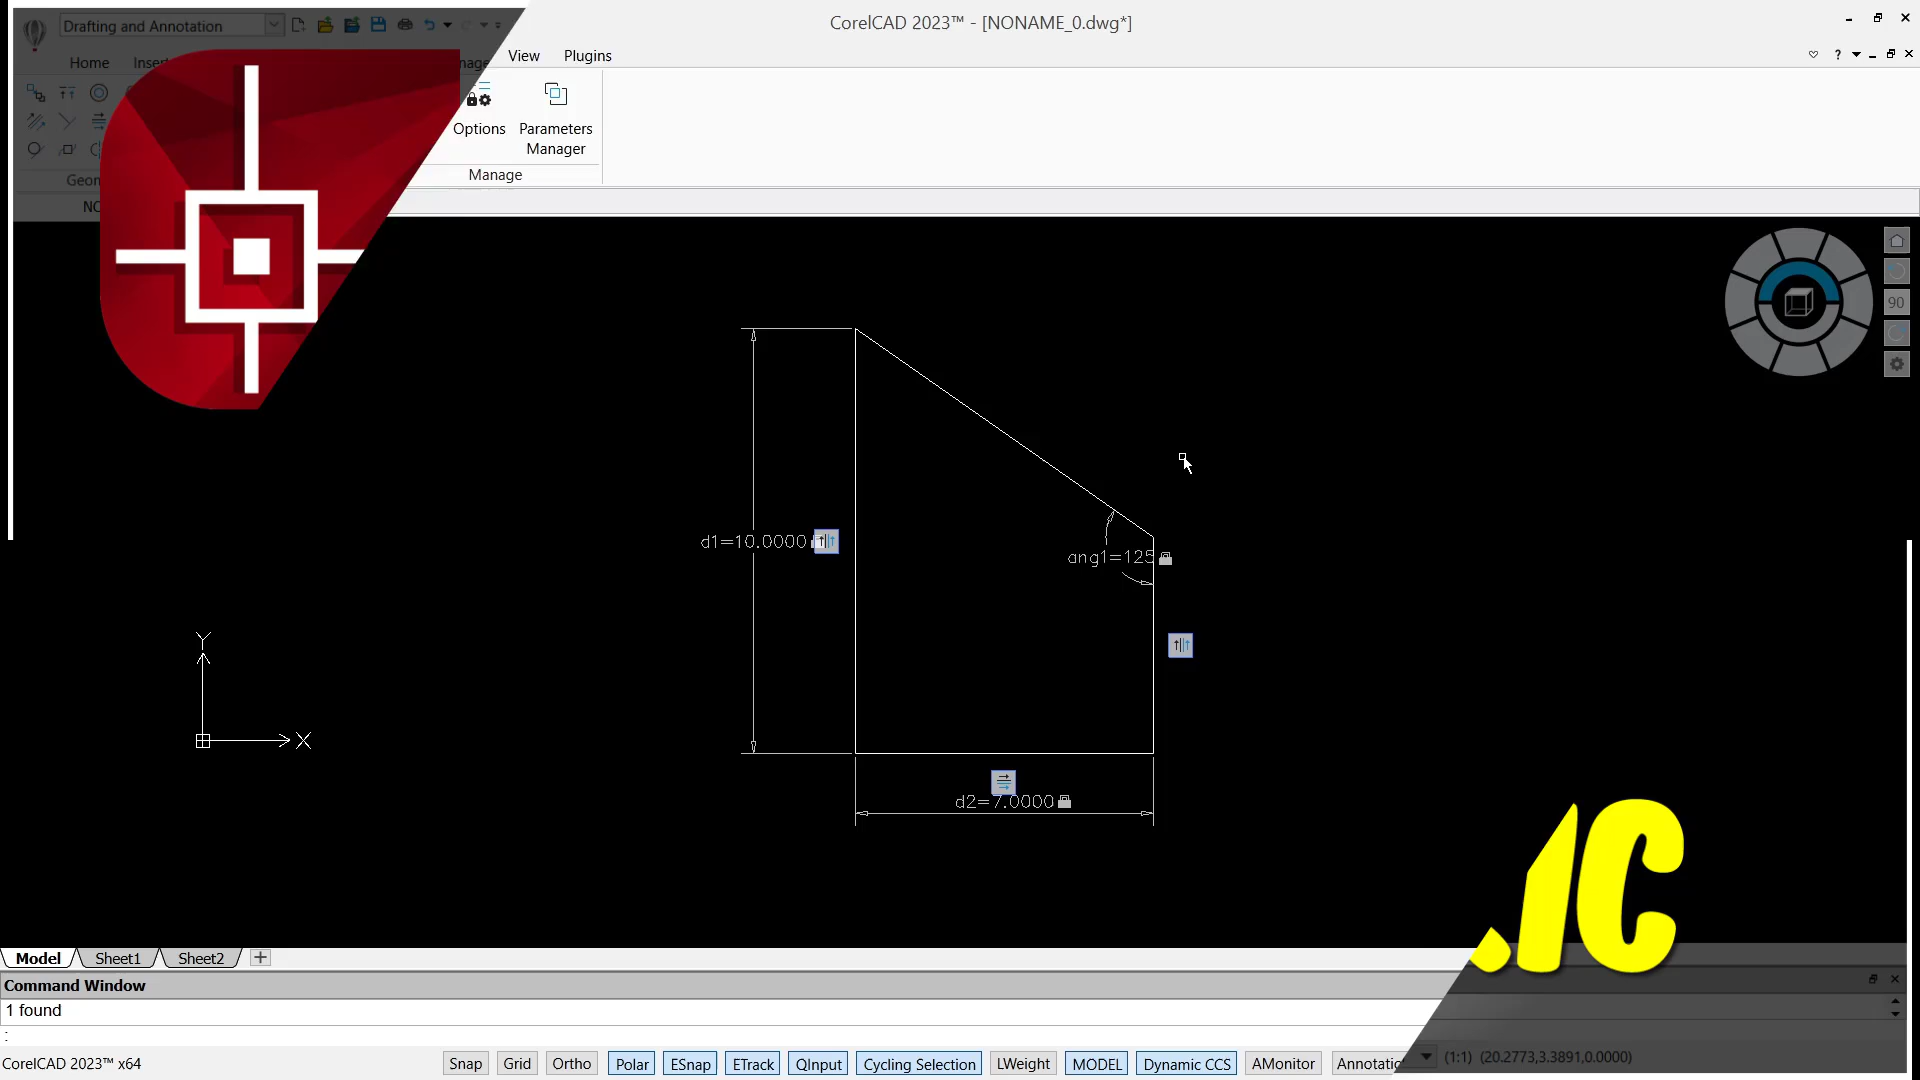 Drafting and Annotation
CorelCAD 2023™ - [NONAME_0.dwg*]
Home
View
Plugins
Options
Parameters
Manager
Manage
90
d1=10.0000
ang1=125
d2=7.0000
Y
X
.IC
Model
Sheet1
Sheet2
Command Window
1 found
:
CorelCAD 2023™ x64
Snap
Grid
Ortho
Polar
ESnap
ETrack
QInput
Cycling Selection
LWeight
MODEL
Dynamic CCS
AMonitor
Annotatio
(1:1)
(20.2773,3.3891,0.0000)